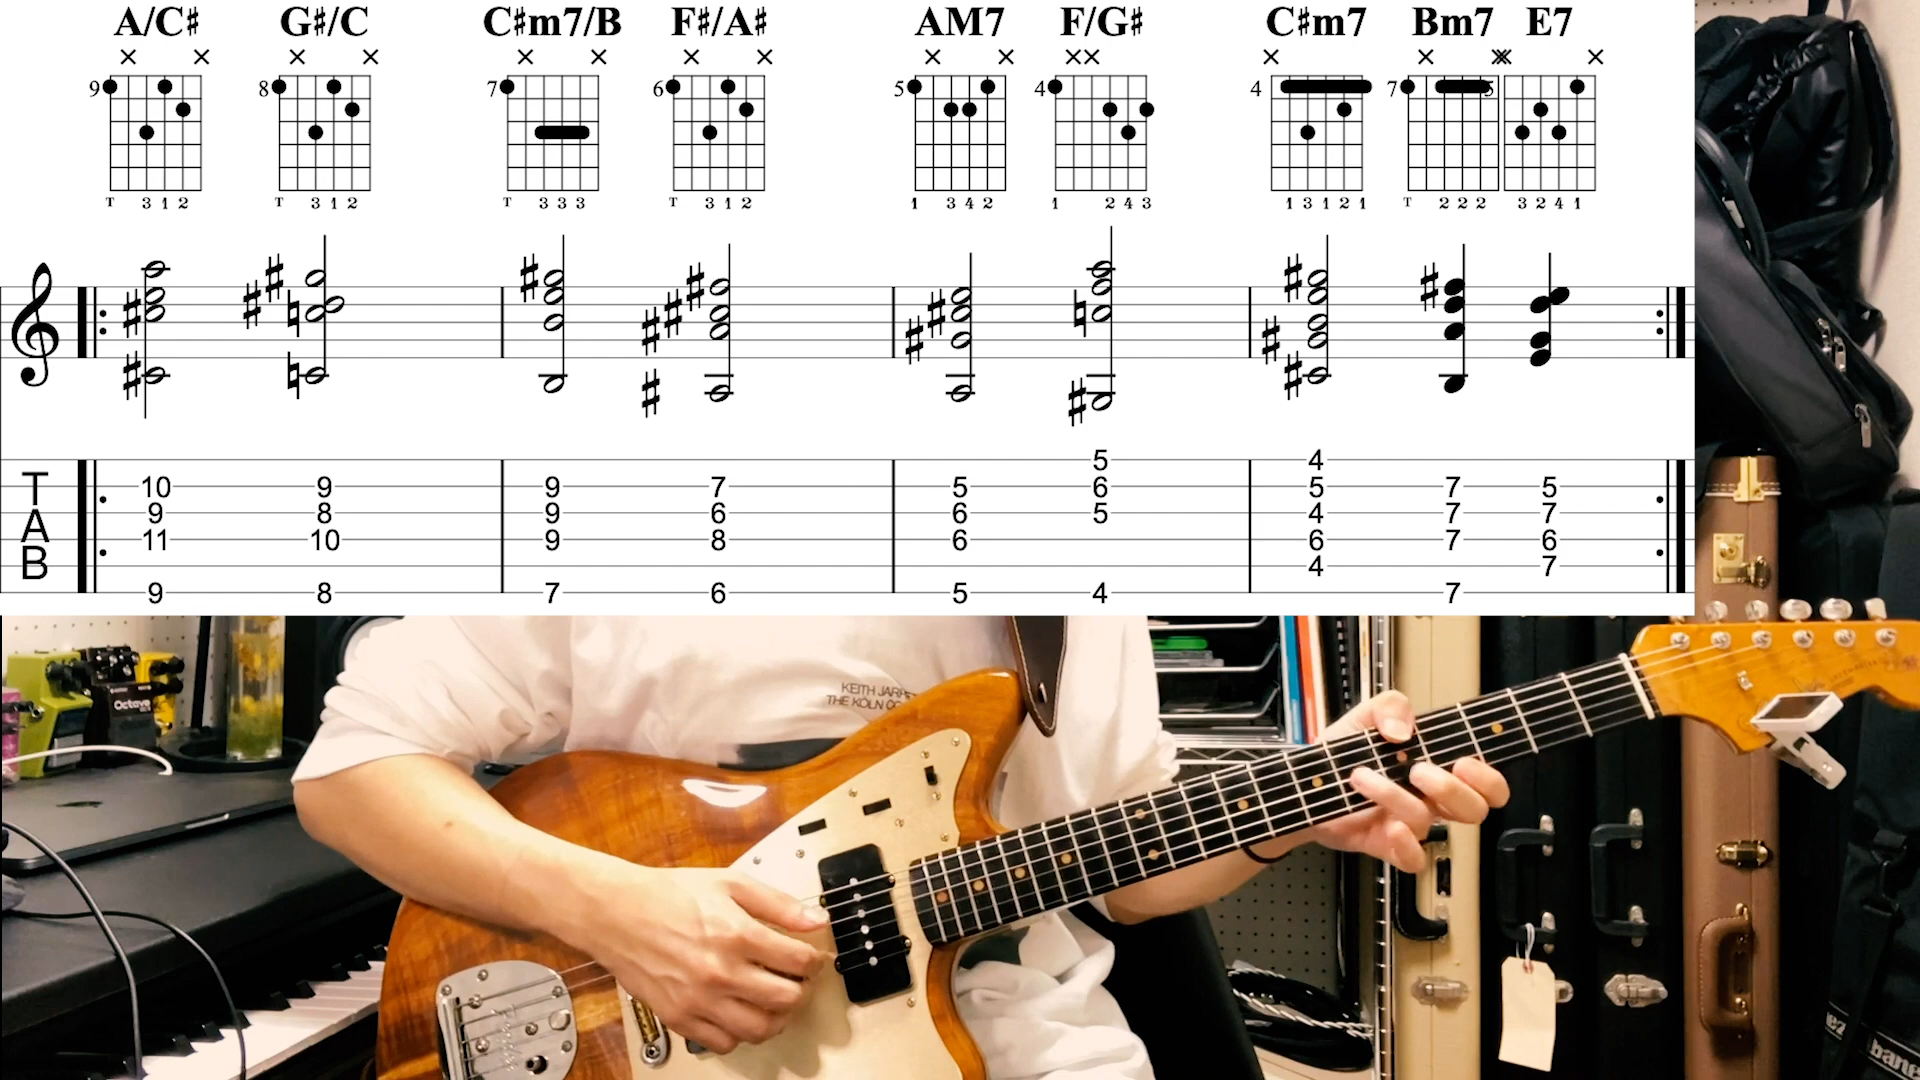 A/C♯ G♯/C C♯m7/B F♯/A♯ AM7 F/G♯ C♯m7 Bm7 E7
× × × × × × × × × × ×× × × × × ×
9 8 7 6 5 4 4 7 5
T 3 1 2 T 3 1 2 T 3 3 3 T 3 1 2 1 3 4 2 1 2 4 3 1 3 1 2 1 T 2 2 2 3 2 4 1
TAB
5 4
10 9 9 7 5 6 5 7 5
9 8 9 6 6 5 4 7 7
11 10 9 8 6 6 7 6
4 7
9 8 7 6 5 4 7
KEITH JARRE
THE KÖLN CO
Octave